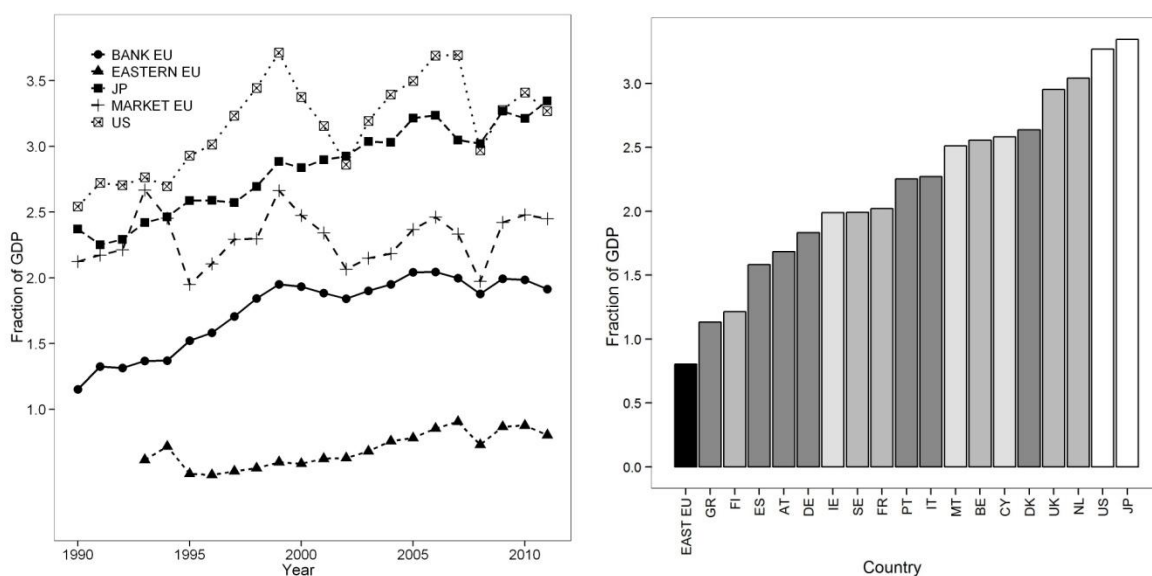 BANK EU
EASTERN EU
JP
MARKET EU
US
Fraction of GDP
3.5
3.0
2.5
2.0
1.5
1.0
1990 1995 2000 2005 2010
Year
Fraction of GDP
3.0
2.5
2.0
1.5
1.0
0.5
0.0
EAST EU GR FI ES AT DE IE SE FR PT IT MT BE CY DK UK NL US JP
Country